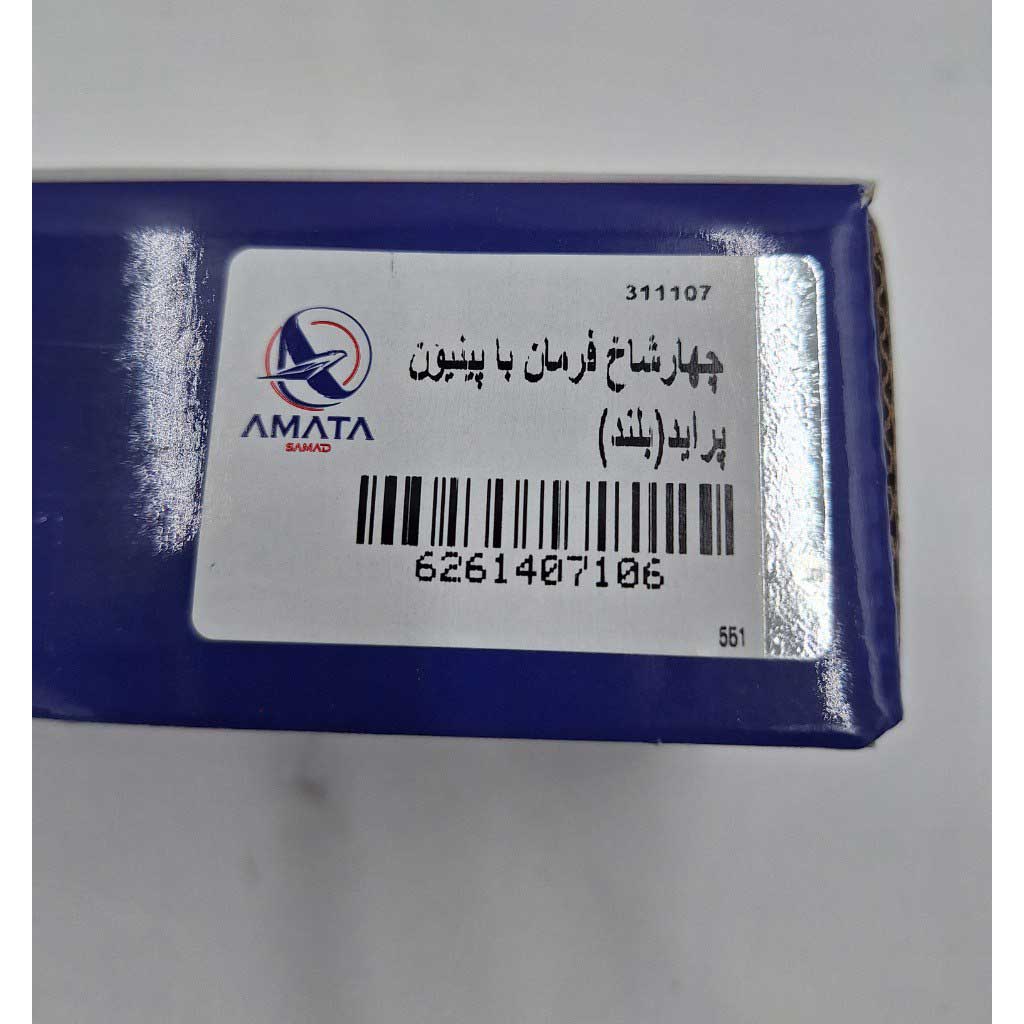 311107
چهارشاخ فرمان با پینیون
پراید(بلند)
AMATA
SAMAD
6261407106
551